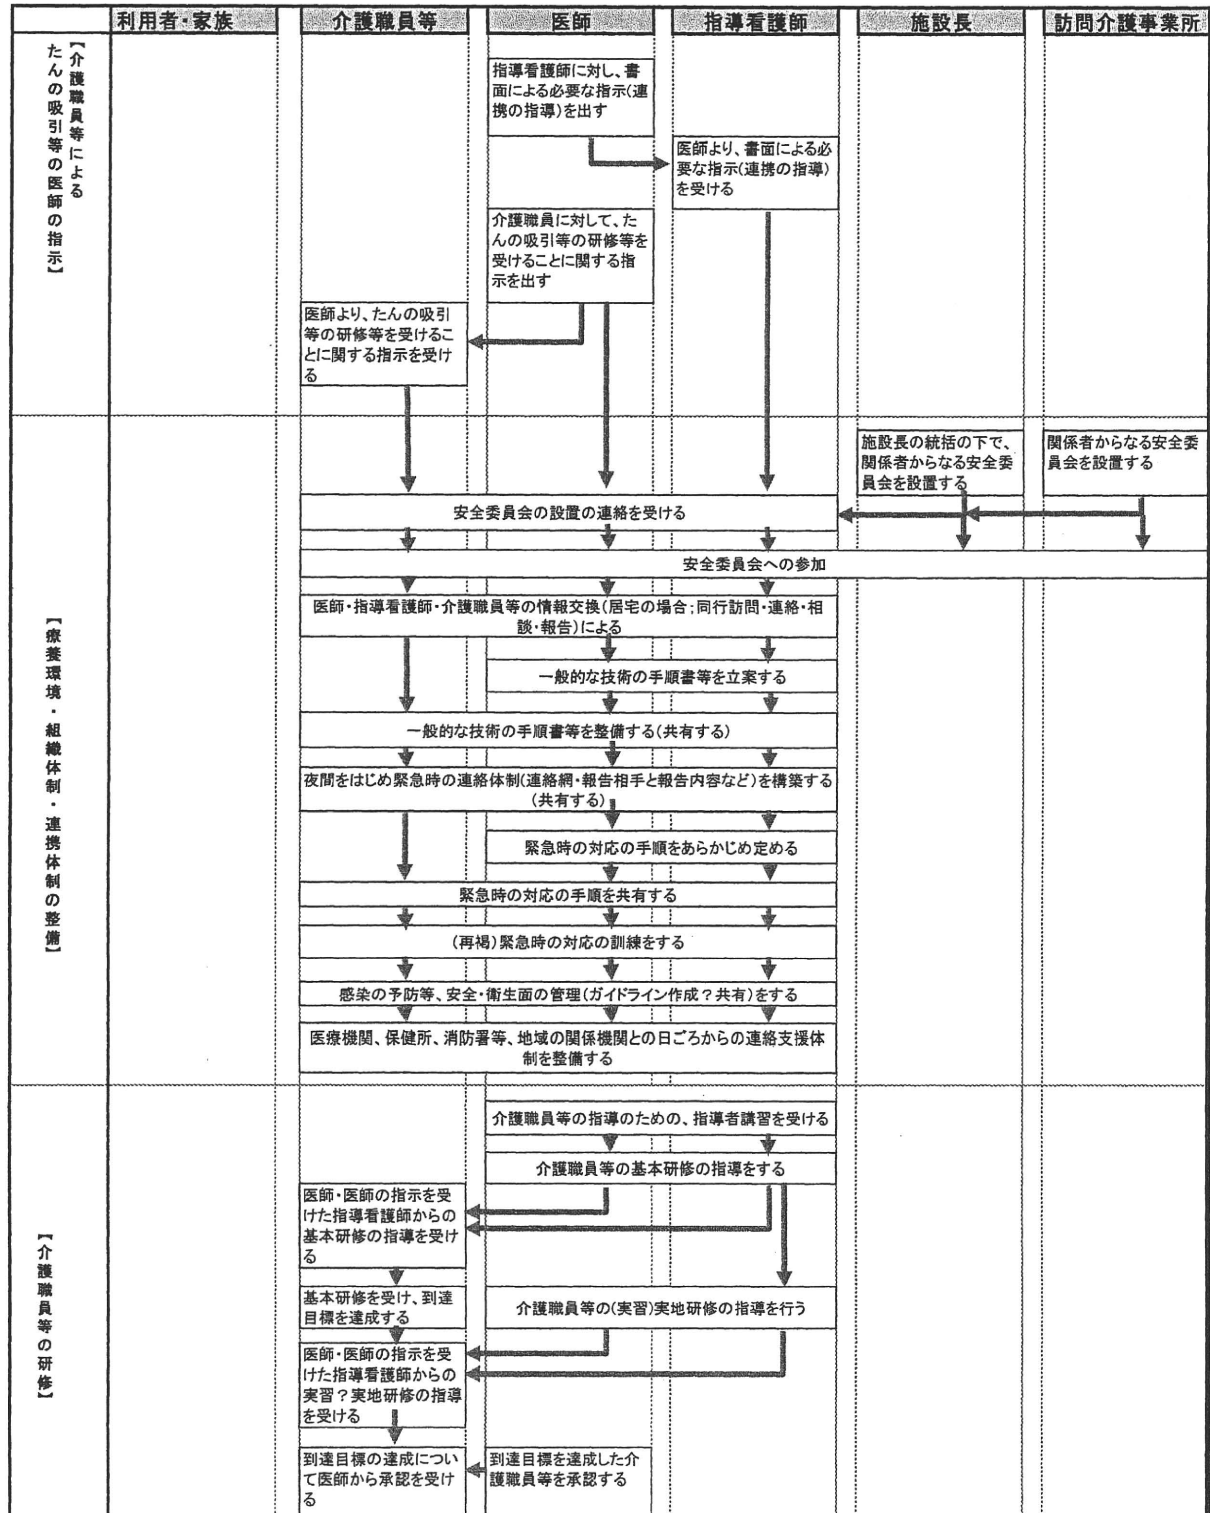 利用者・家族
介護職員等
医師
指導看護師
施設長
訪問介護事業所
【介護職員等による
たんの吸引等の医師の指示】
指導看護師に対し、書
面による必要な指示(連
携の指導)を出す
医師より、書面による必
要な指示(連携の指導)
を受ける
介護職員に対して、た
んの吸引等の研修等を
受けることに関する指
示を出す
医師より、たんの吸引
等の研修等を受けるこ
とに関する指示を受け
る
【療養環境・組織体制・連携体制の整備】
施設長の統括の下で、
関係者からなる安全委
員会を設置する
関係者からなる安全委
員会を設置する
安全委員会の設置の連絡を受ける
安全委員会への参加
医師・指導看護師・介護職員等の情報交換(居宅の場合;同行訪問・連絡・相
談・報告)による
一般的な技術の手順書等を立案する
一般的な技術の手順書等を整備する(共有する)
夜間をはじめ緊急時の連絡体制(連絡網・報告相手と報告内容など)を構築する
(共有する)
緊急時の対応の手順をあらかじめ定める
緊急時の対応の手順を共有する
(再褐)緊急時の対応の訓練をする
感染の予防等、安全・衛生面の管理(ガイドライン作成?共有)をする
医療機関、保健所、消防署等、地域の関係機関との日ごろからの連絡支援体
制を整備する
【介護職員等の研修】
介護職員等の指導のための、指導者講習を受ける
介護職員等の基本研修の指導をする
医師・医師の指示を受
けた指導看護師からの
基本研修の指導を受け
る
基本研修を受け、到達
目標を達成する
介護職員等の(実習)実地研修の指導を行う
医師・医師の指示を受
けた指導看護師からの
実習?実地研修の指導
を受ける
到達目標の達成につい
て医師から承認を受け
る
到達目標を達成した介
護職員等を承認する